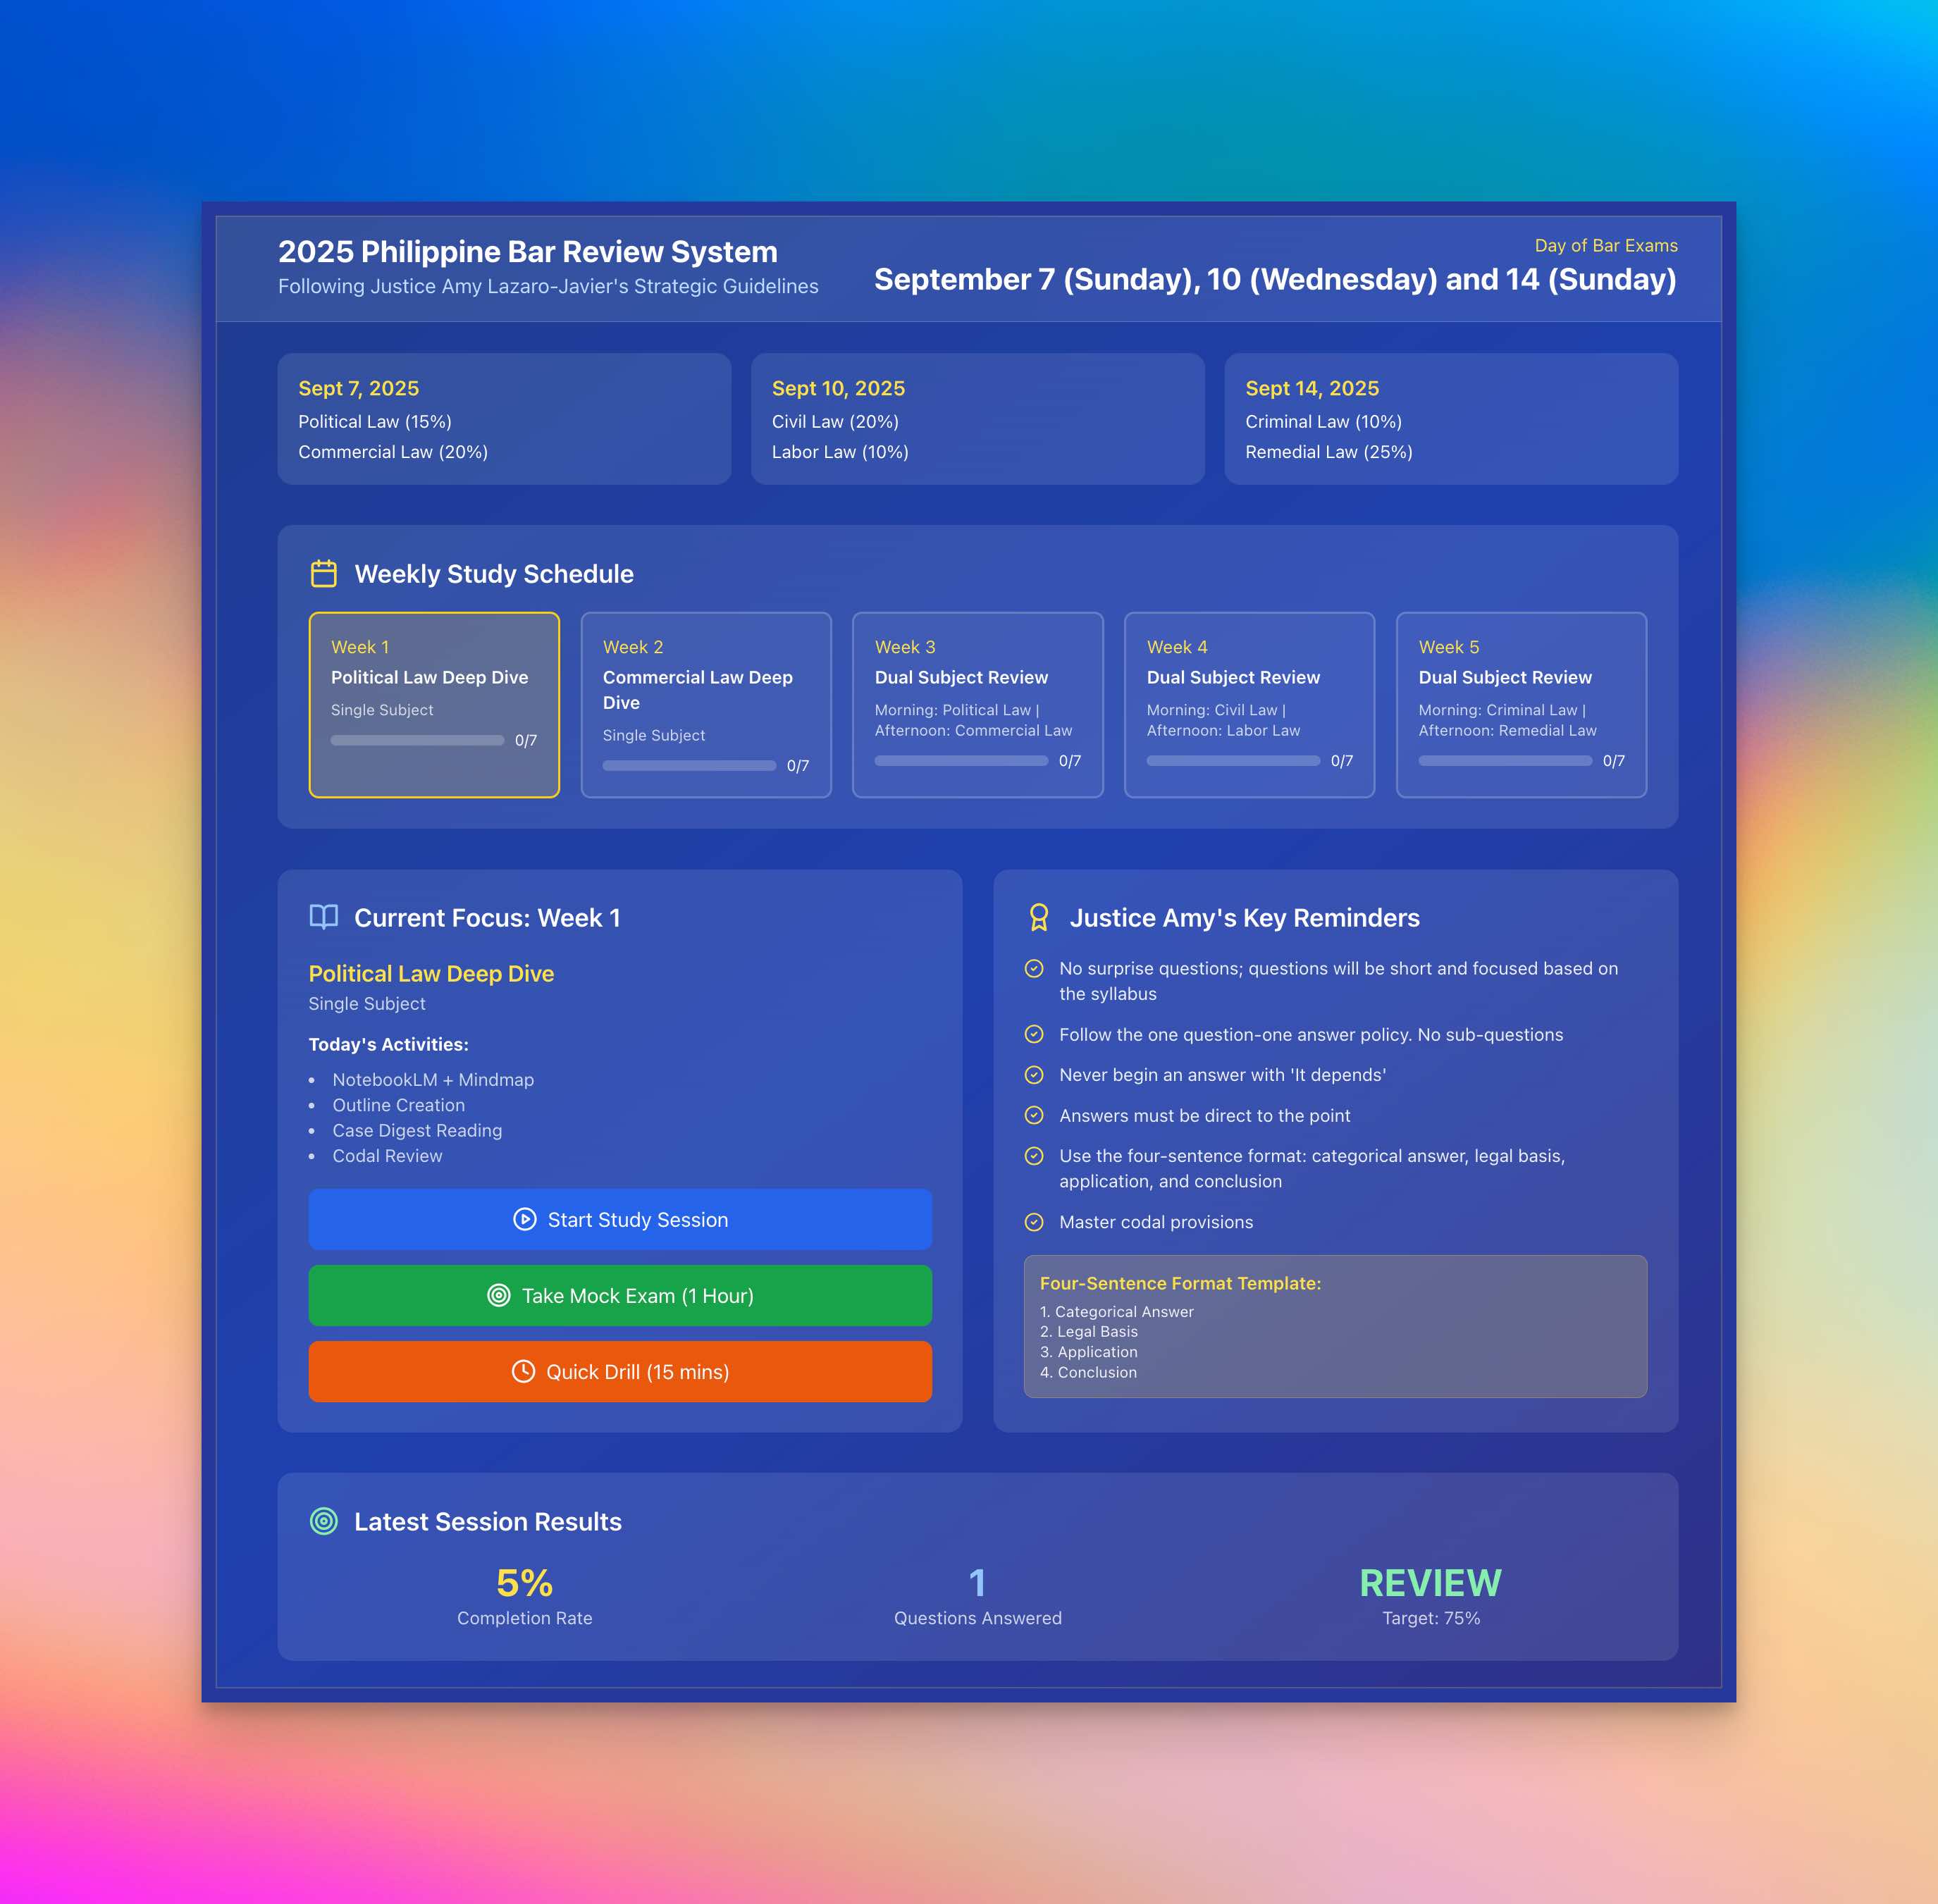 2025 Philippine Bar Review System
Following Justice Amy Lazaro-Javier's Strategic Guidelines
Day of Bar Exams
September 7 (Sunday), 10 (Wednesday) and 14 (Sunday)
Sept 7, 2025
Political Law (15%)
Commercial Law (20%)
Sept 10, 2025
Civil Law (20%)
Labor Law (10%)
Sept 14, 2025
Criminal Law (10%)
Remedial Law (25%)
Weekly Study Schedule
Week 1
Political Law Deep Dive
Single Subject
0/7
Week 2
Commercial Law Deep
Dive
Single Subject
0/7
Week 3
Dual Subject Review
Morning: Political Law |
Afternoon: Commercial Law
0/7
Week 4
Dual Subject Review
Morning: Civil Law |
Afternoon: Labor Law
0/7
Week 5
Dual Subject Review
Morning: Criminal Law |
Afternoon: Remedial Law
0/7
Current Focus: Week 1
Political Law Deep Dive
Single Subject
Today's Activities:
• NotebookLM + Mindmap
• Outline Creation
• Case Digest Reading
• Codal Review
Start Study Session
Take Mock Exam (1 Hour)
Quick Drill (15 mins)
Justice Amy's Key Reminders
No surprise questions; questions will be short and focused based on
the syllabus
Follow the one question-one answer policy. No sub-questions
Never begin an answer with 'It depends'
Answers must be direct to the point
Use the four-sentence format: categorical answer, legal basis,
application, and conclusion
Master codal provisions
Four-Sentence Format Template:
1. Categorical Answer
2. Legal Basis
3. Application
4. Conclusion
Latest Session Results
5%
Completion Rate
1
Questions Answered
REVIEW
Target: 75%